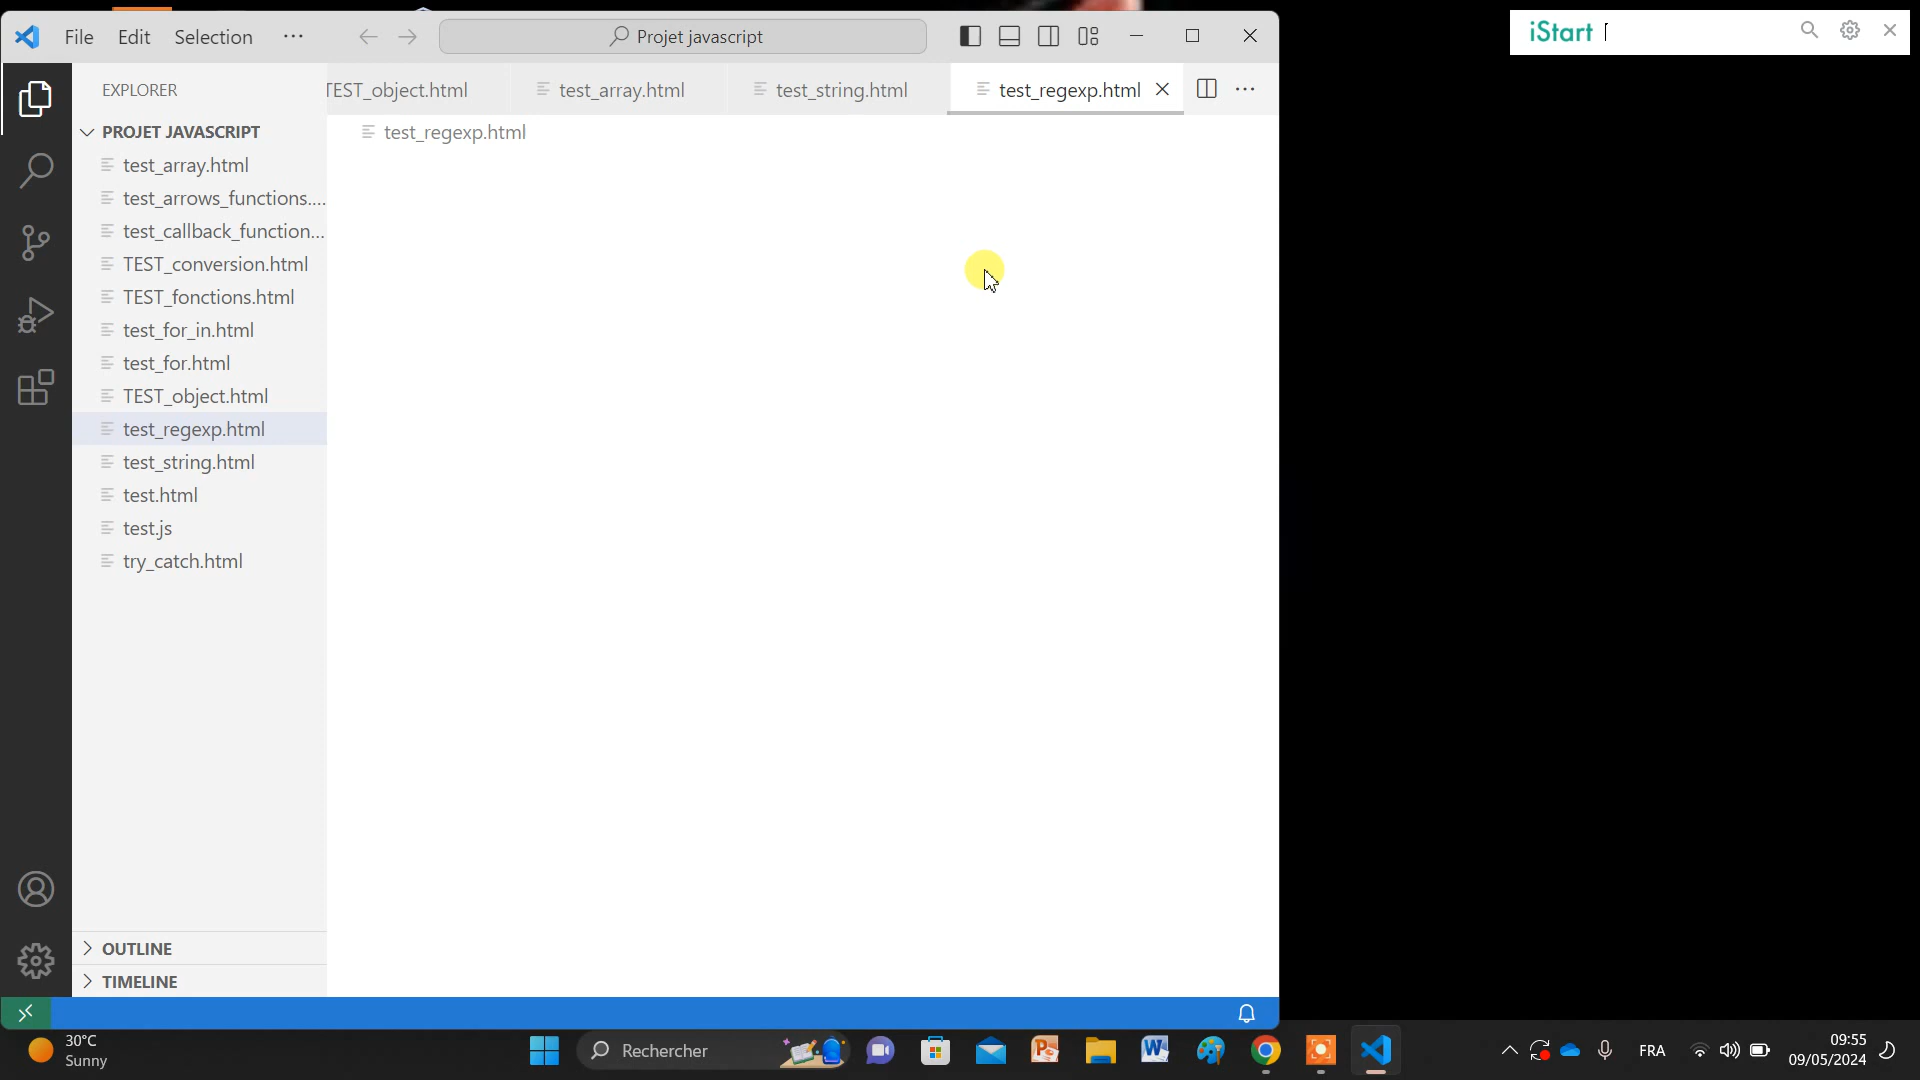 File Edit Selection ···
Projet javascript
iStart
EXPLORER
TEST_object.html test_array.html test_string.html test_regexp.html
PROJET JAVASCRIPT
test_regexp.html
test_array.html
test_arrows_functions....
test_callback_function...
TEST_conversion.html
TEST_fonctions.html
test_for_in.html
test_for.html
TEST_object.html
test_regexp.html
test_string.html
test.html
test.js
try_catch.html
OUTLINE
TIMELINE
30°C
Sunny
Rechercher
FRA
09:55
09/05/2024